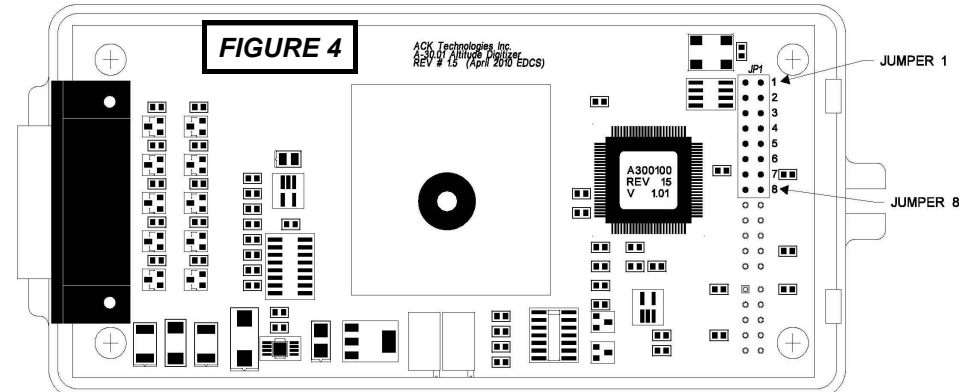 FIGURE 4
ACK Technologies Inc.
A-30.01 Altitude Digitizer
REV # 1.5 (April 2010 EDCS)
JP1
1
2
3
4
5
6
7
8
JUMPER 1
JUMPER 8
A300100
REV 15
V 1.01